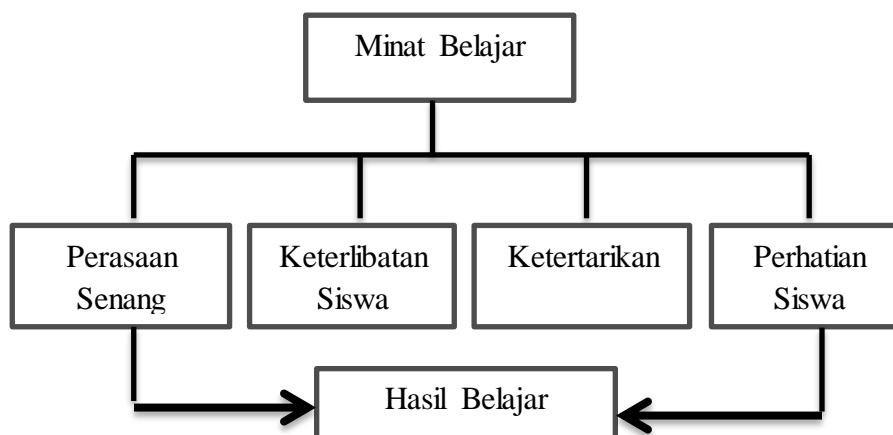 Minat Belajar
Perasaan
Senang
Keterlibatan
Siswa
Ketertarikan
Perhatian
Siswa
Hasil Belajar